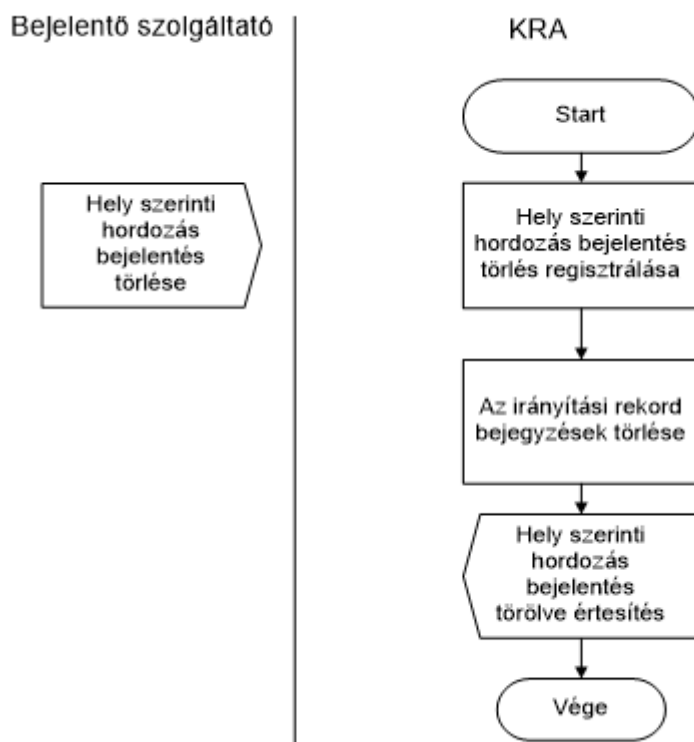 Bejelentő szolgáltató
KRA
Start
Hely szerinti
hordozás
bejelentés
törlése
Hely szerinti
hordozás bejelentés
törlés regisztrálása
Az irányítási rekord
bejegyzések törlése
Hely szerinti
hordozás
bejelentés
törölve értesítés
Vége